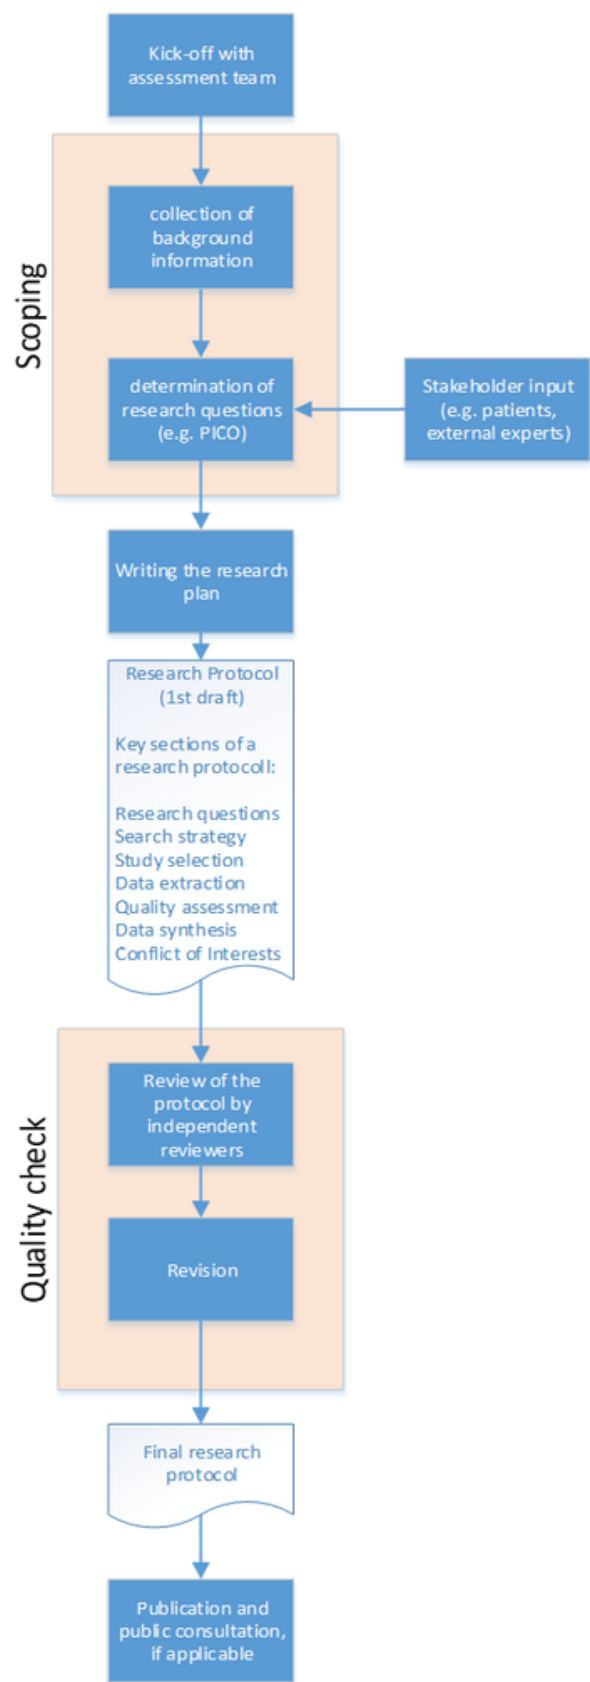 Kick-off with
assessment team
Scoping
collection of
background
information
determination of
research questions
(e.g. PICO)
Stakeholder input
(e.g. patients,
external experts)
Writing the research
plan
Research Protocol
(1st draft)
Key sections of a
research protocoll:
Research questions
Search strategy
Study selection
Data extraction
Quality assessment
Data synthesis
Conflict of Interests
Quality check
Review of the
protocol by
independent
reviewers
Revision
Final research
protocol
Publication and
public consultation,
if applicable